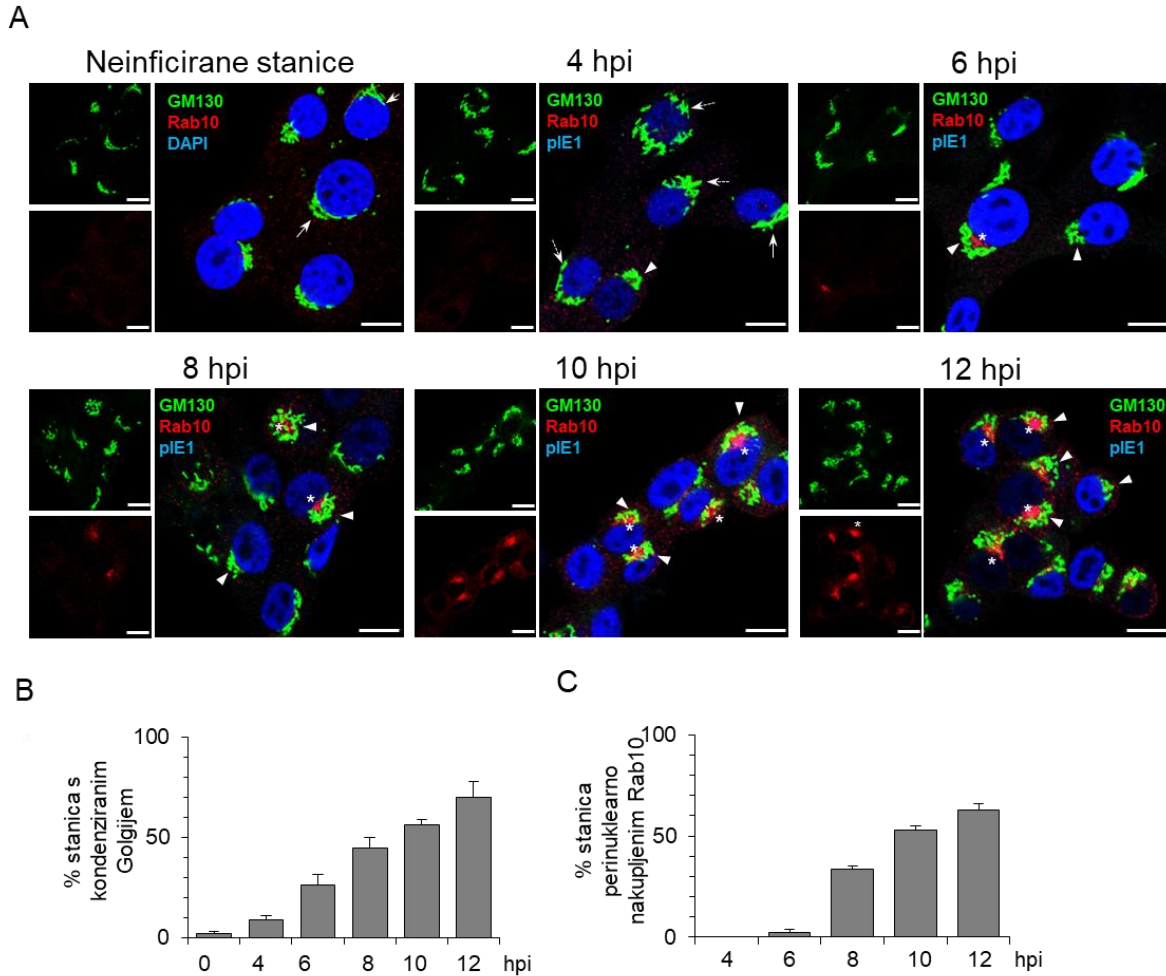 A
Neinficirane stanice
4 hpi
6 hpi
GM130
Rab10
DAPI
GM130
Rab10
pIE1
GM130
Rab10
pIE1
*
8 hpi
10 hpi
12 hpi
GM130
Rab10
pIE1
*
*
GM130
Rab10
pIE1
*
*
*
*
GM130
Rab10
pIE1
*
*
*
*
*
B
% stanica s
kondenziranim
Golgijem
100
50
0
0 4 6 8 10 12 hpi
C
% stanica
perinuklearno
nakupljenim Rab10
100
50
0
4 6 8 10 12 hpi